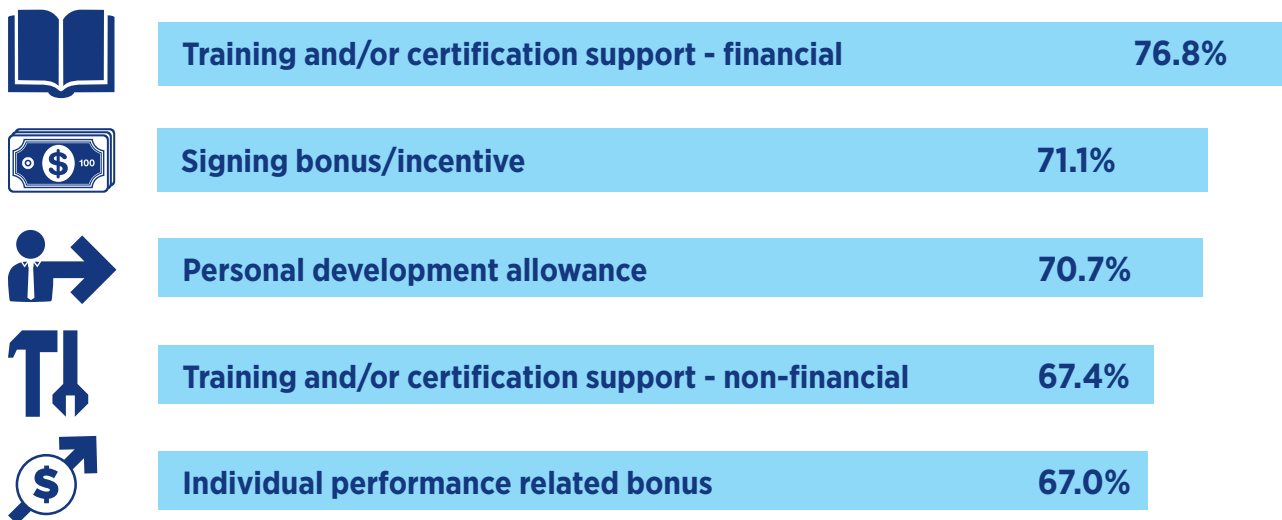 Training and/or certification support - financial 76.8%
$ 100
Signing bonus/incentive 71.1%
Personal development allowance 70.7%
Training and/or certification support - non-financial 67.4%
$
Individual performance related bonus 67.0%